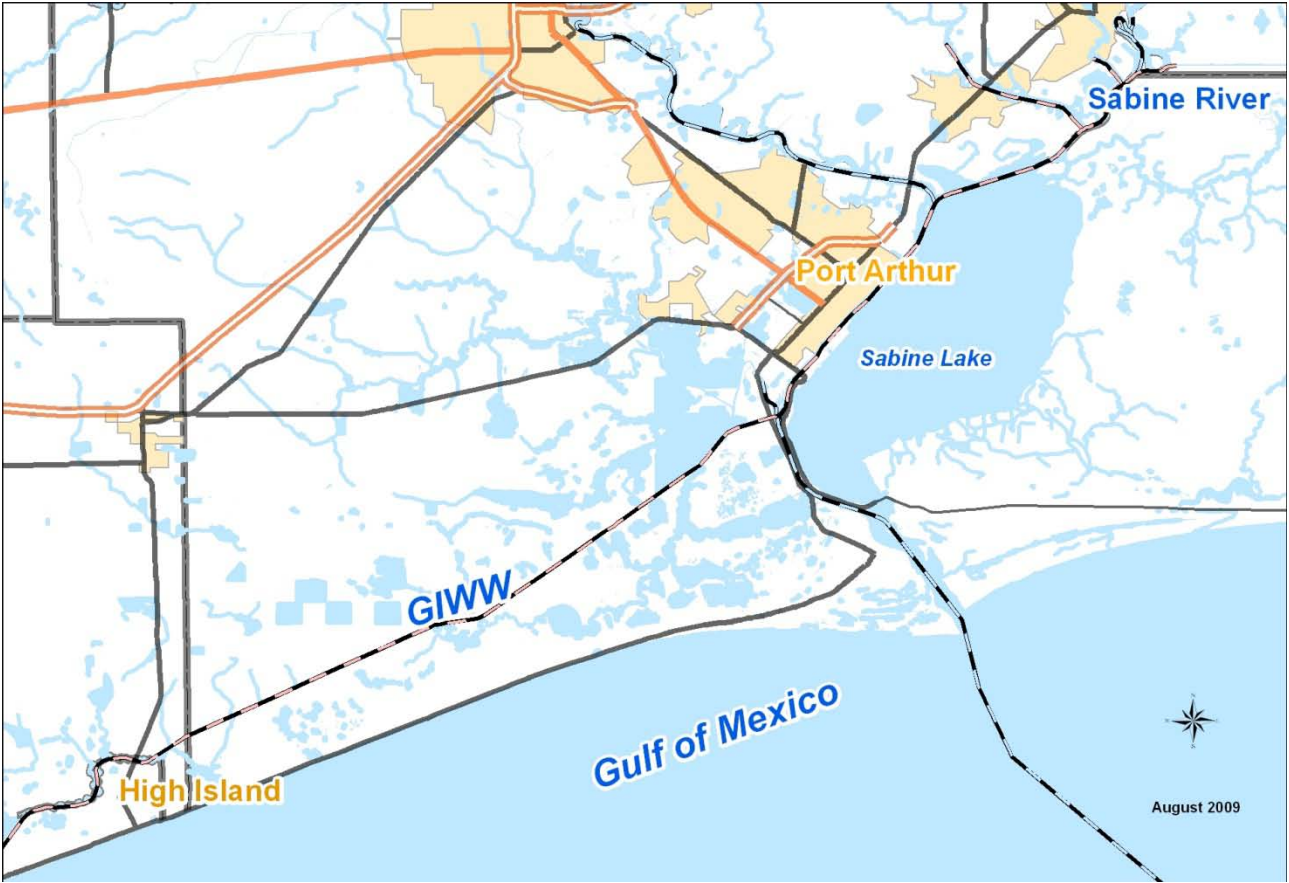 Sabine River
Port Arthur
Sabine Lake
GIWW
Gulf of Mexico
High Island
August 2009